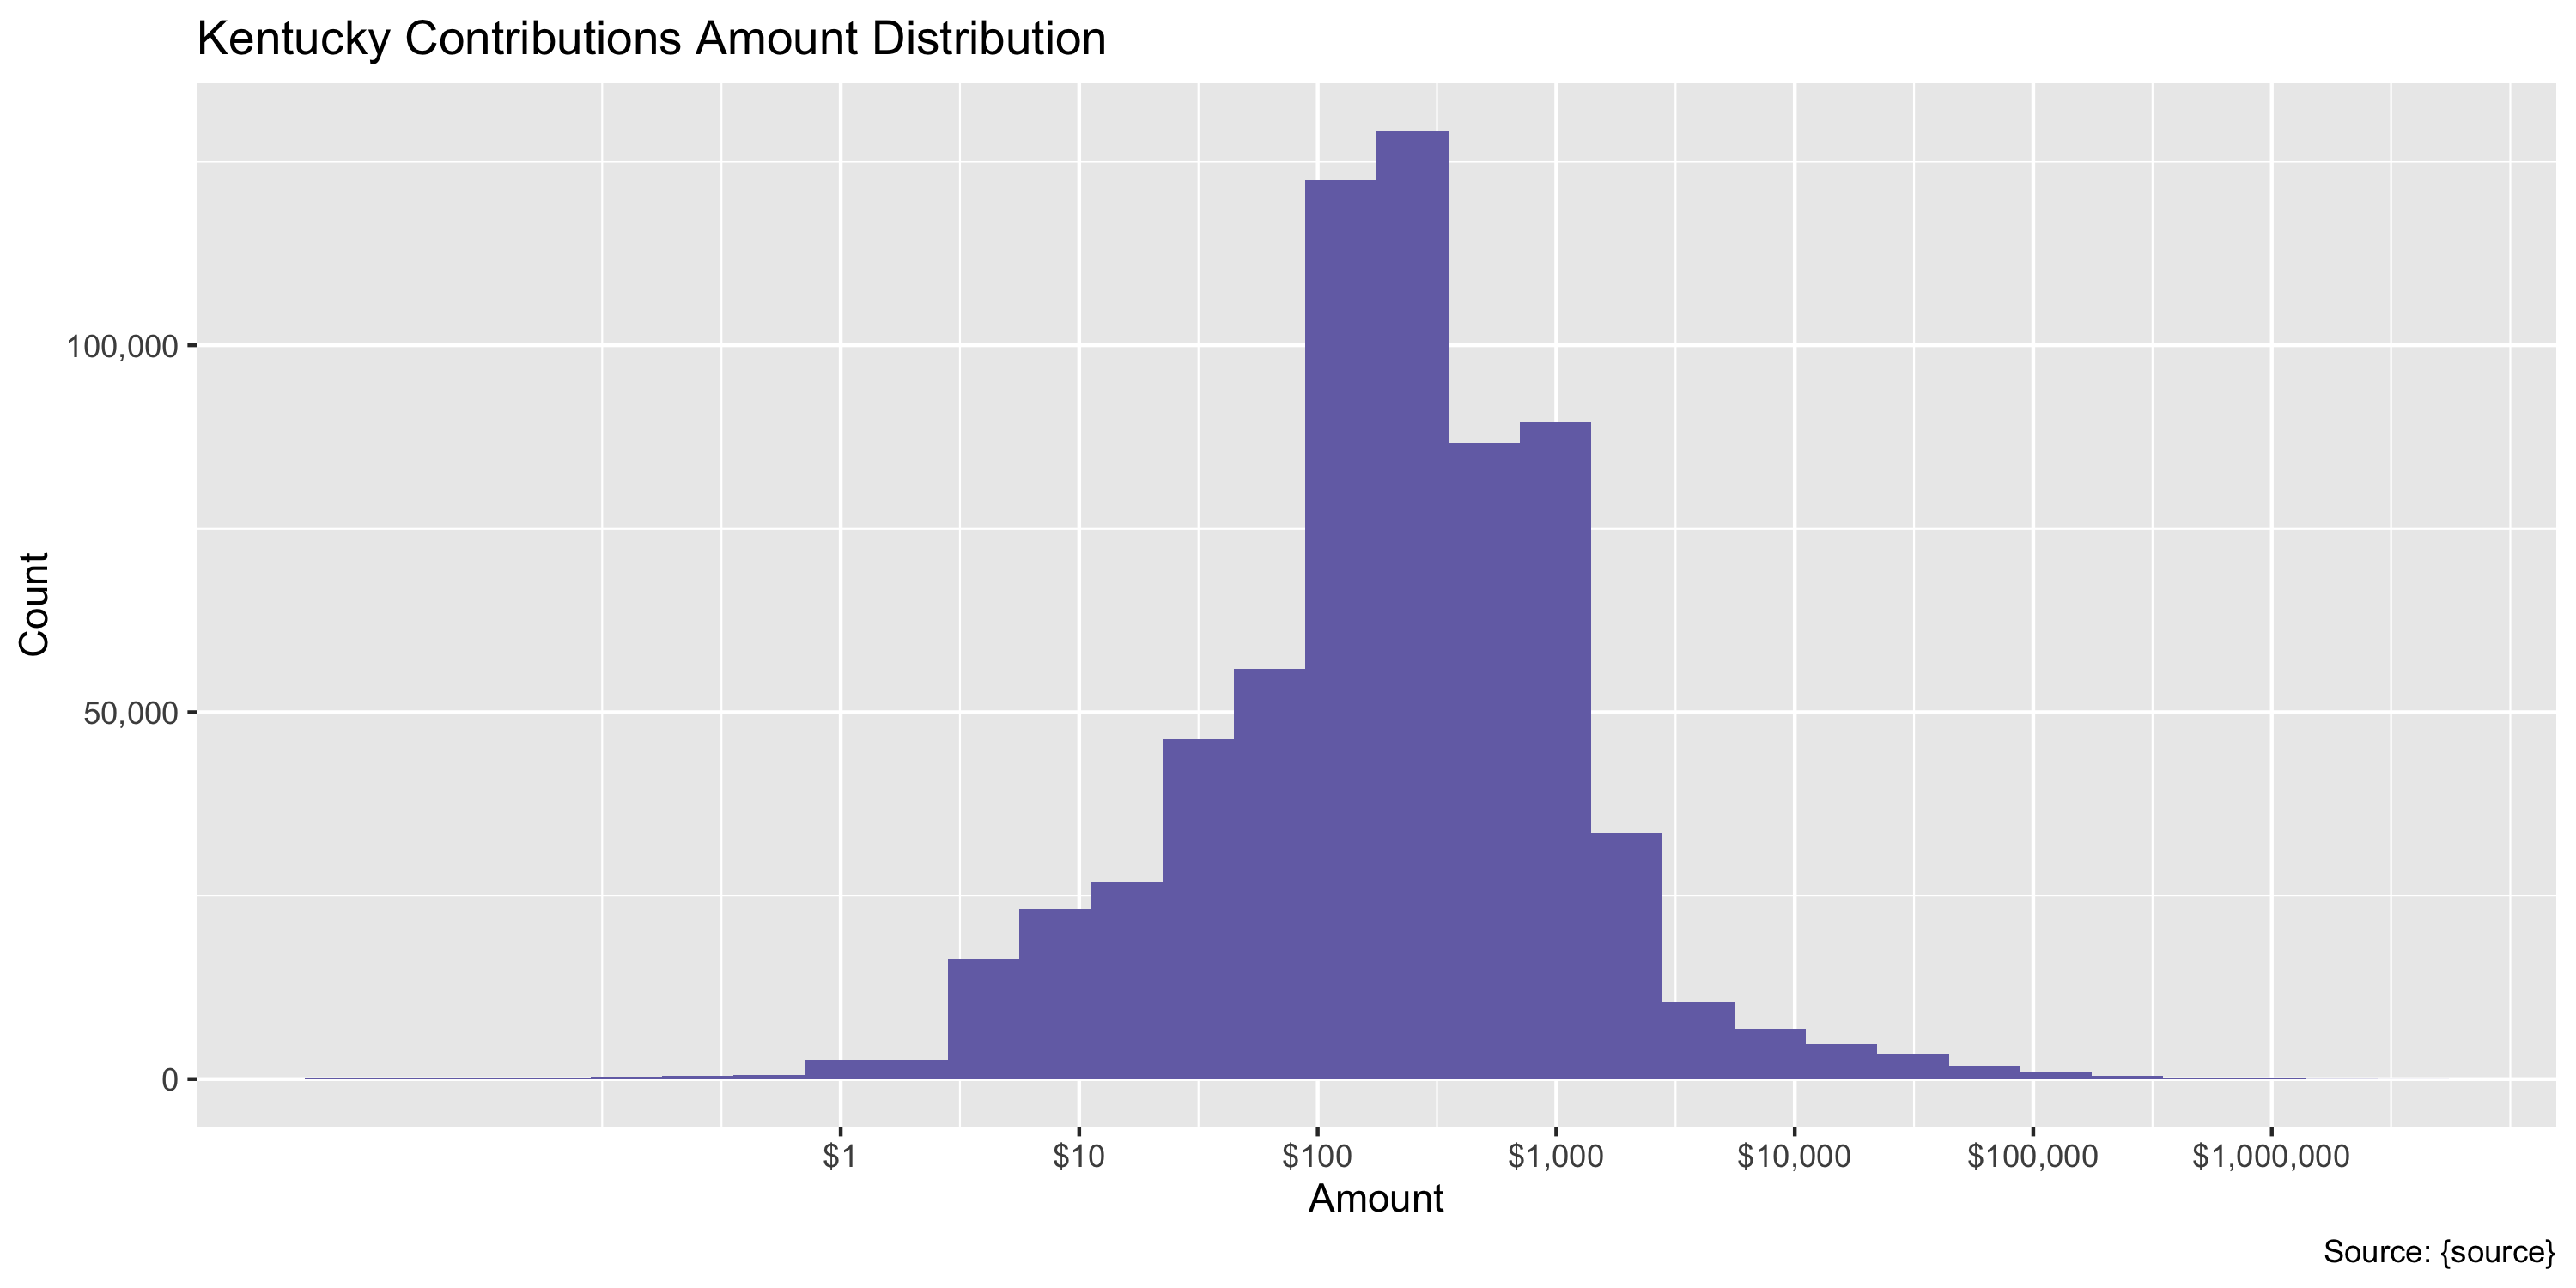 Kentucky Contributions Amount Distribution
Count
100,000
50,000
0
$1 $10 $100 $1,000 $10,000 $100,000 $1,000,000
Amount
Source: {source}